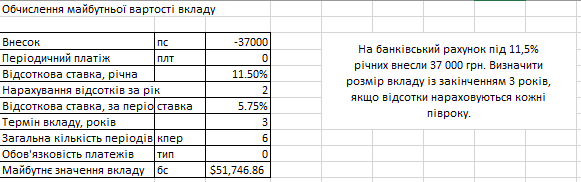 Обчислення майбутньої вартості вкладу
Внесок пс -37000
Періодичний платіж плт 0
Відсоткова ставка, річна 11.50%
Нарахування відсотків за рік 2
Відсоткова ставка, за періо ставка 5.75%
Термін вкладу, років 3
Загальна кількість періодів кпер 6
Обов'язковість платежів тип 0
Майбутнє значення вкладу бс $51,746.86
На банківський рахунок під 11,5%
річних внесли 37 000 грн. Визначити
розмір вкладу із закінченням 3 років,
якщо відсотки нараховуються кожні
півроку.